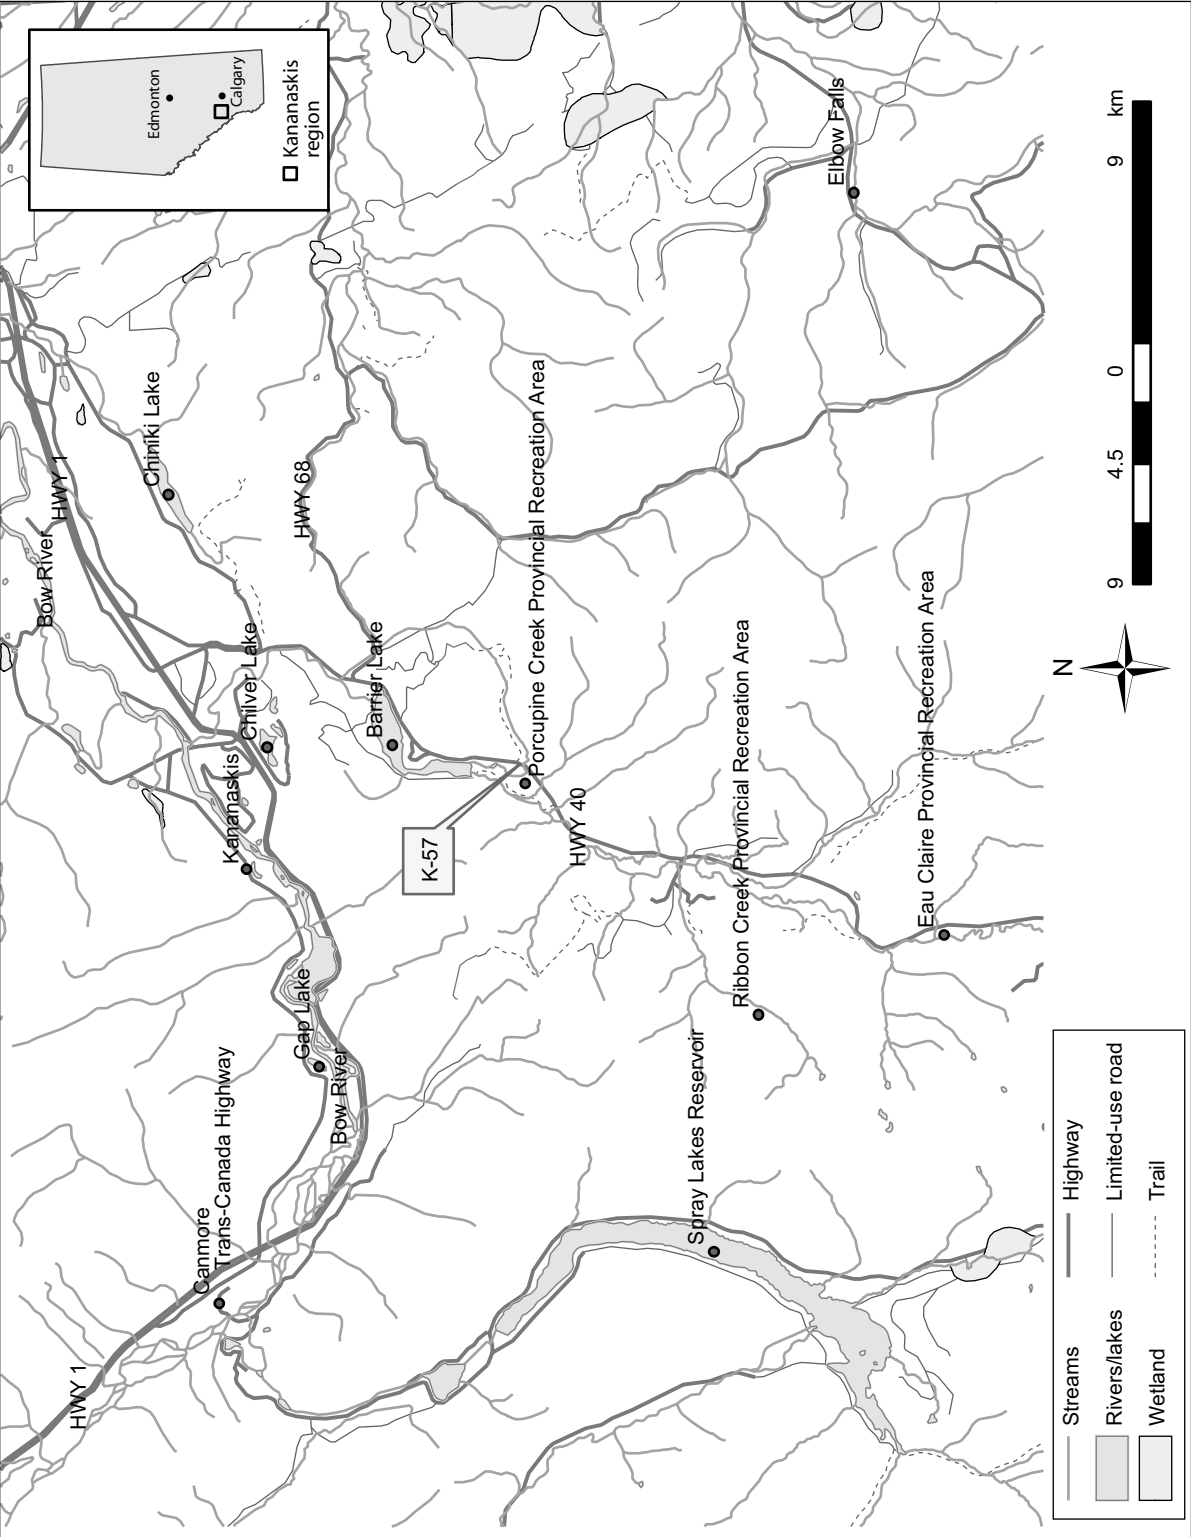 HWY 1
Canmore
Trans-Canada Highway
Gap Lake
Bow River
Kananaskis
Chilver Lake
Bow River
HWY 1
Chiniki Lake
HWY 68
Barrier Lake
K-57
Porcupine Creek Provincial Recreation Area
HWY 40
Spray Lakes Reservoir
Ribbon Creek Provincial Recreation Area
Eau Claire Provincial Recreation Area
Elbow Falls
Edmonton
Calgary
Kananaskis
region
Streams
Highway
Rivers/lakes
Limited-use road
Wetland
Trail
N
9 4.5 0 9 km